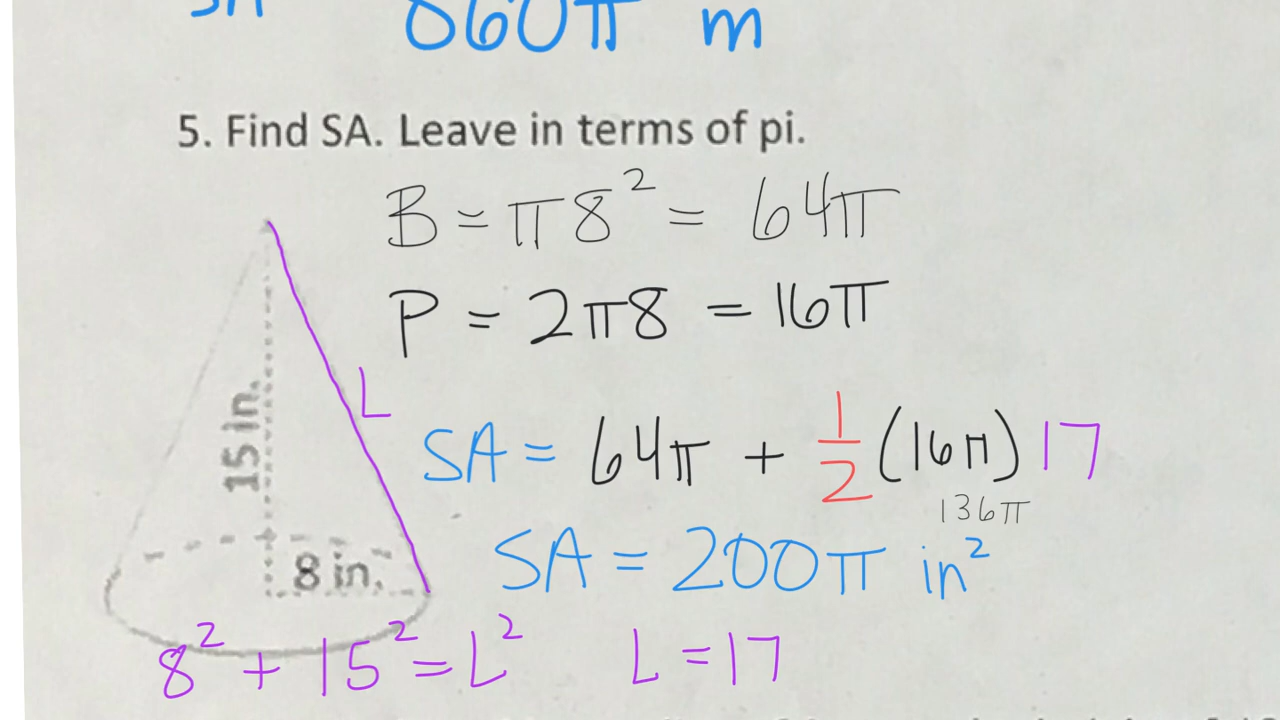 SA 860π m
5. Find SA. Leave in terms of pi.
B = π8² = 64π
P = 2π8 = 16π
15 in.
L
SA = 64π + 1/2 (16π) 17
136π
8 in.
SA = 200π in²
8² + 15² = L² L = 17